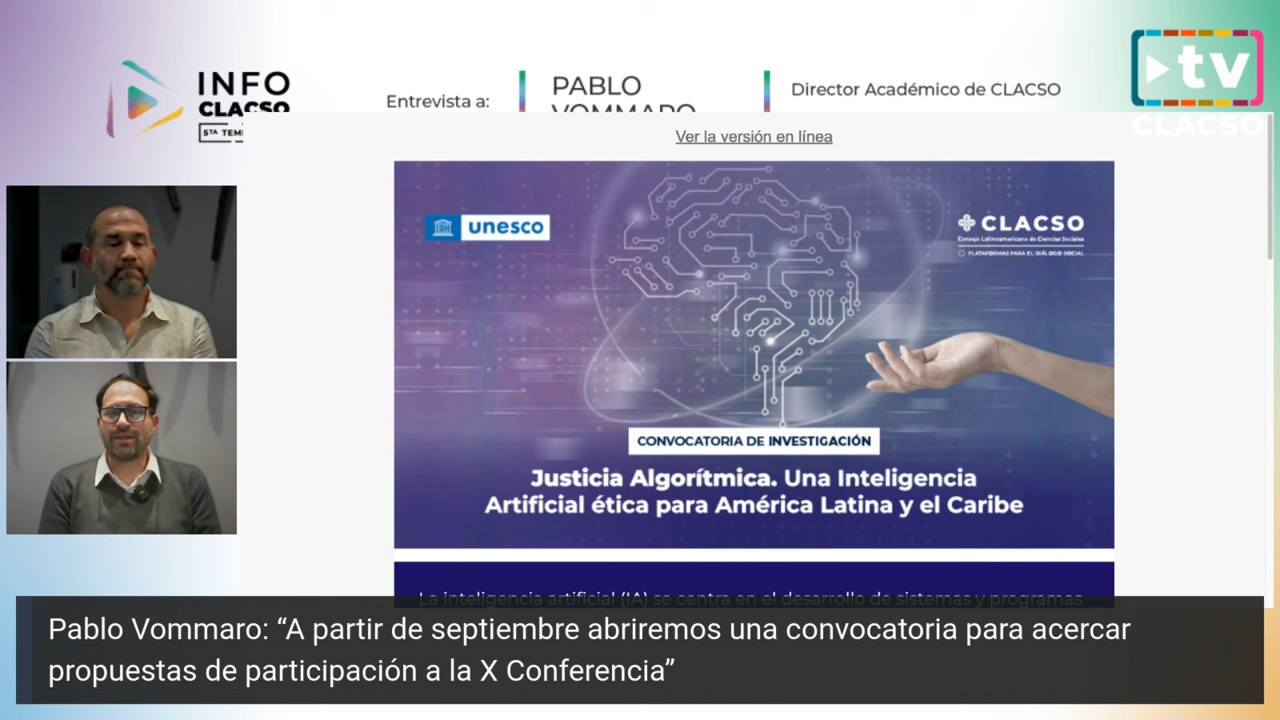 INFO
CLACSO
5TA TEM
Entrevista a:
PABLO
VOMMARO
Director Académico de CLACSO
tv
CLACSO
Ver la versión en línea
unesco
CLACSO
Consejo Latinoamericano de Ciencias Sociales
PLATAFORMAS PARA EL DIÁLOGO SOCIAL
CONVOCATORIA DE INVESTIGACIÓN
Justicia Algorítmica. Una Inteligencia
Artificial ética para América Latina y el Caribe
La inteligencia artificial (IA) se centra en el desarrollo de sistemas y programas
Pablo Vommaro: “A partir de septiembre abriremos una convocatoria para acercar
propuestas de participación a la X Conferencia”